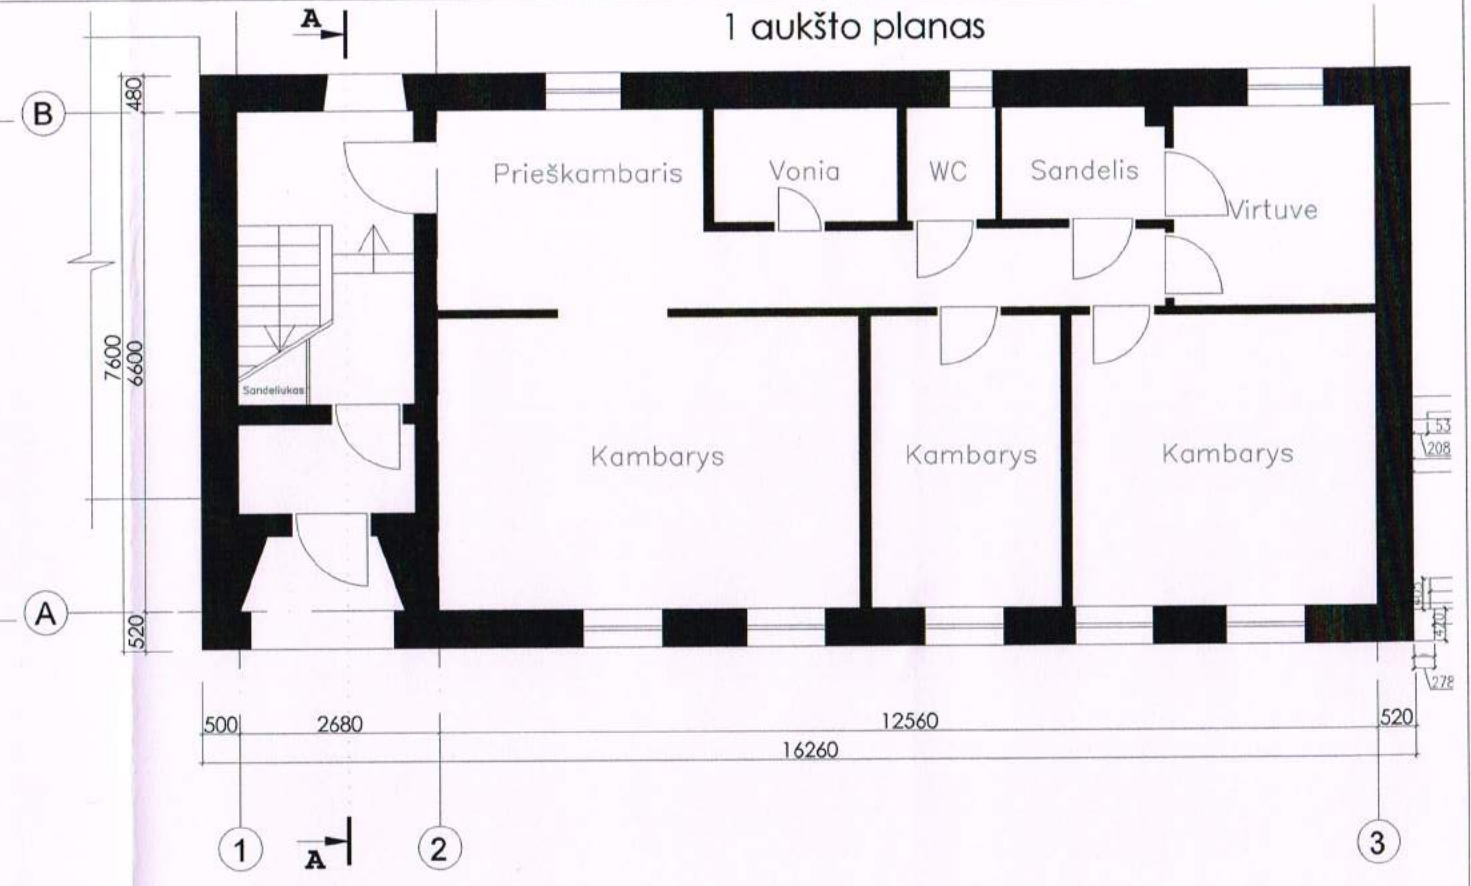 1 aukšto planas
A
B
480
Prieškambaris
Vonia
WC
Sandelis
Virtuve
7600
6600
Sandeliukas
Kambarys
Kambarys
Kambarys
53
208
A
520
420
278
500
2680
12560
520
16260
1
A
2
3